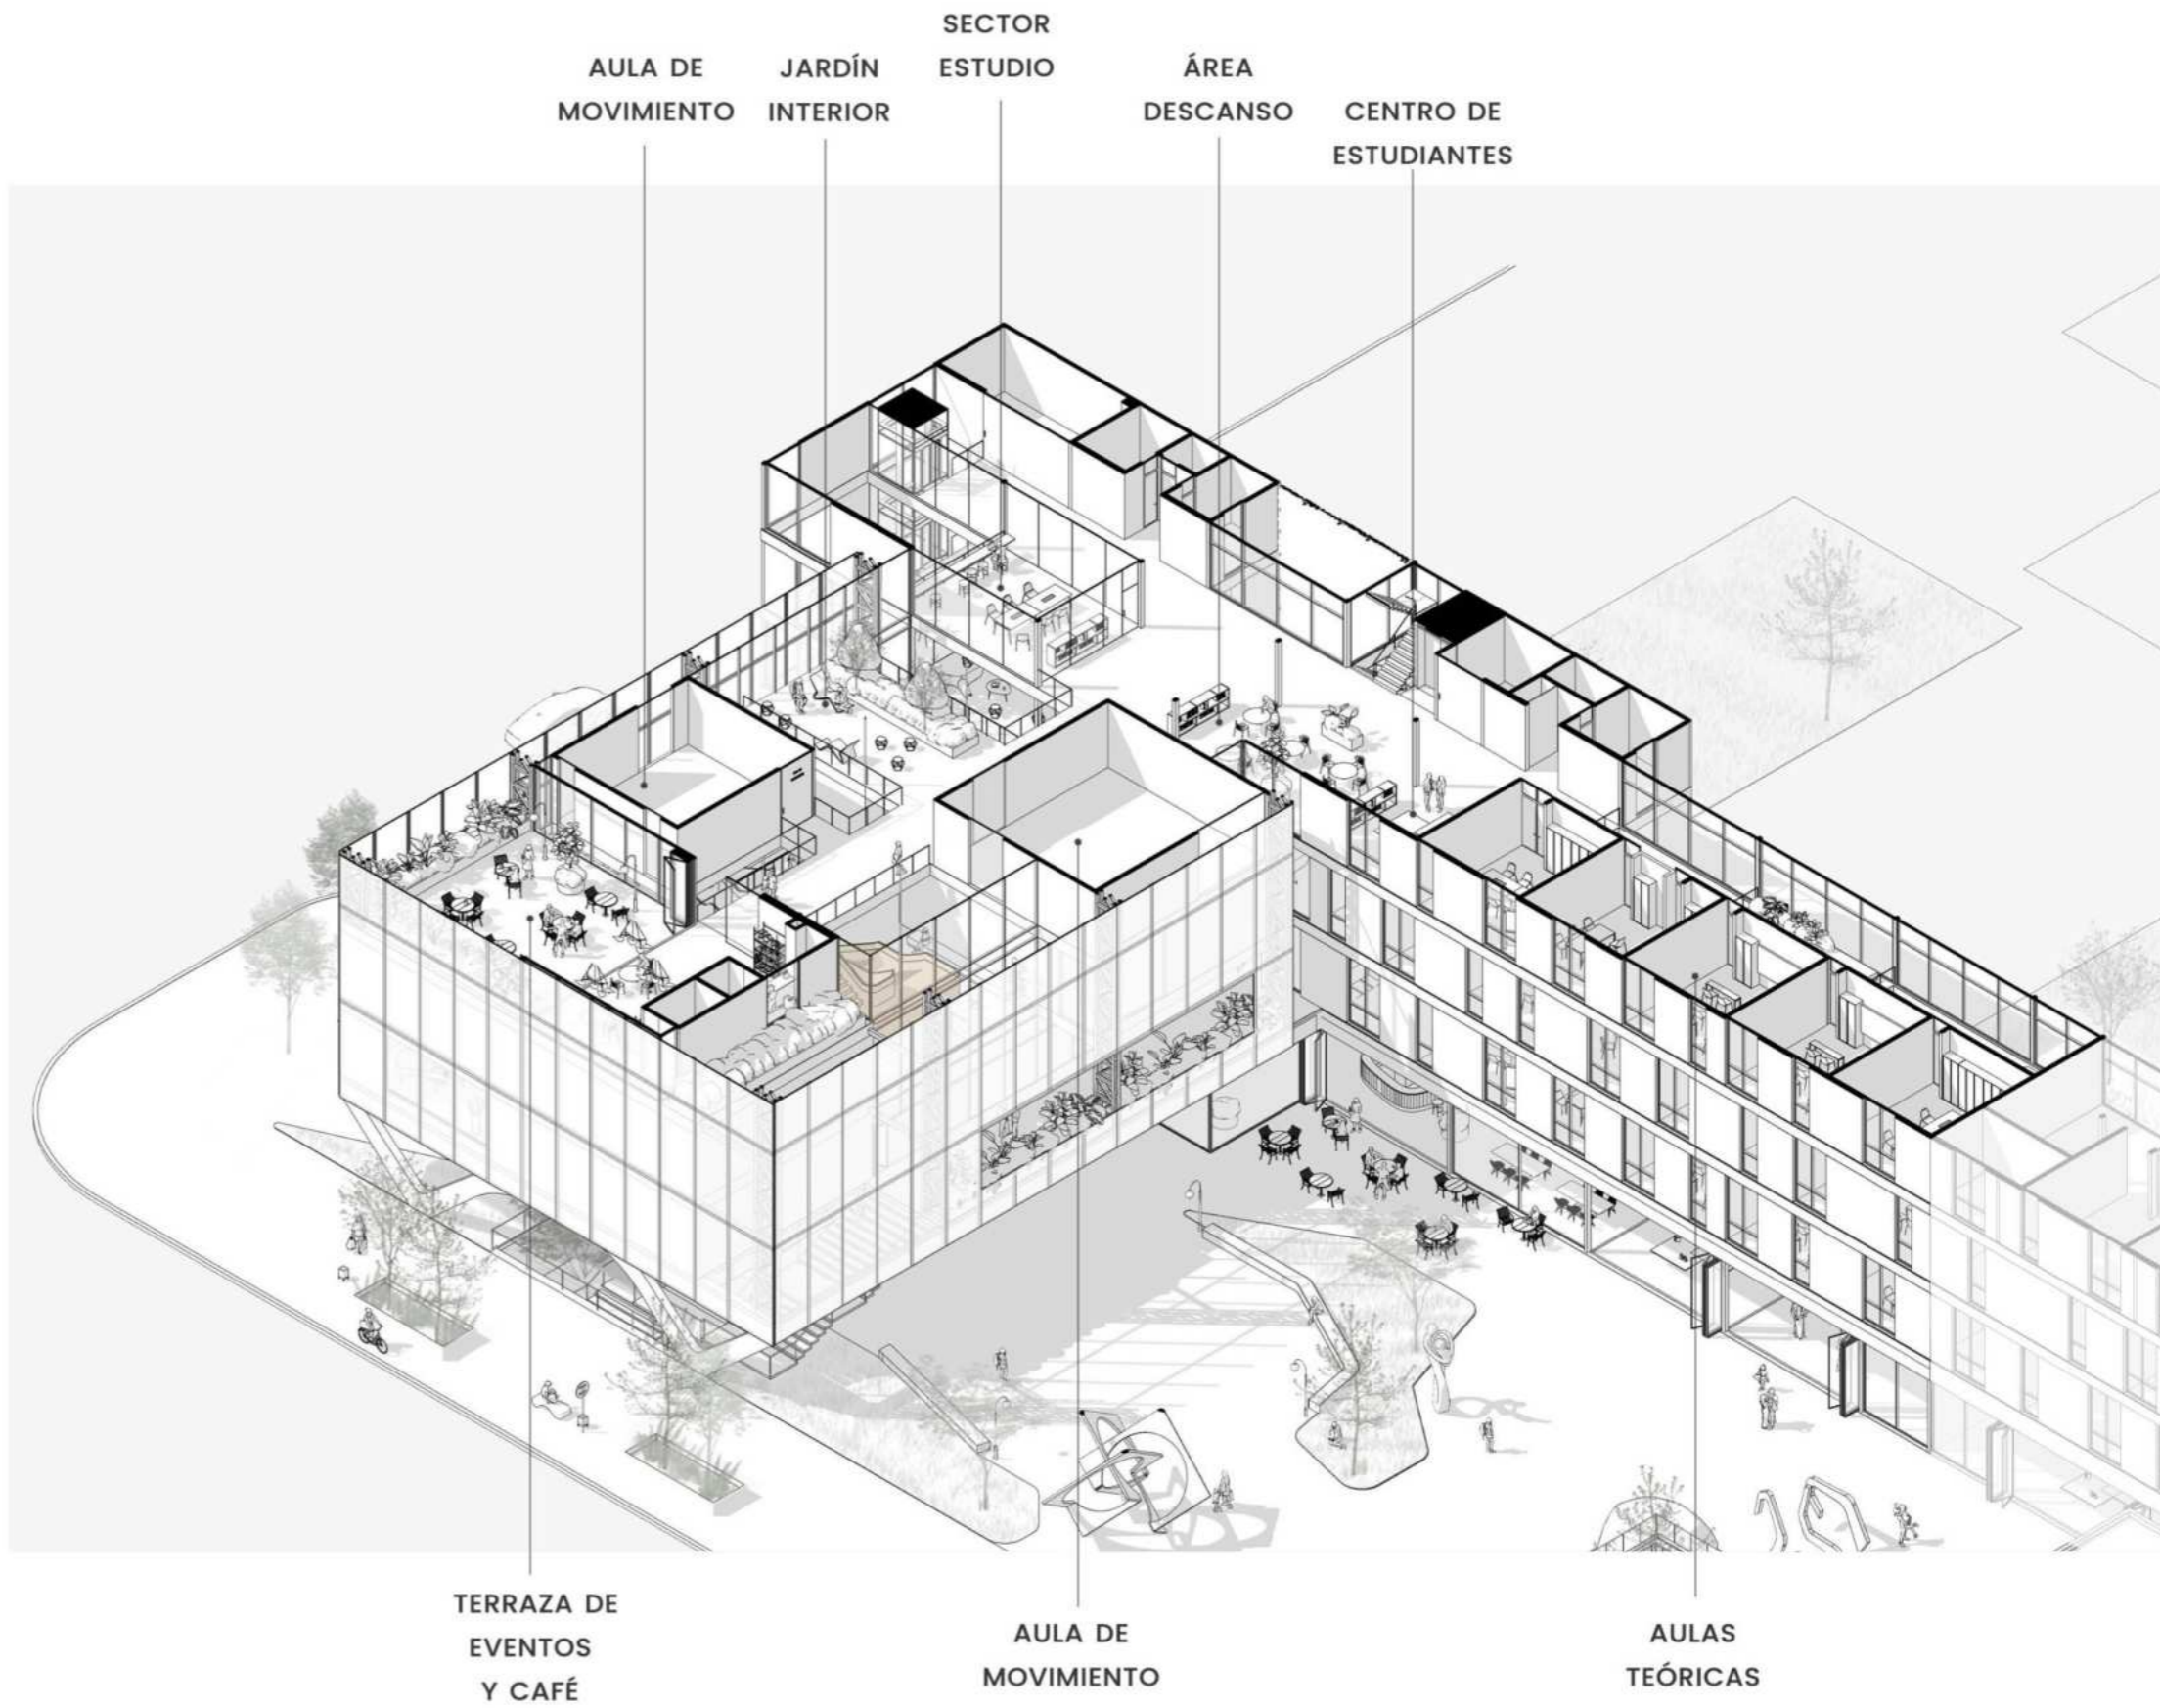 AULA DE
MOVIMIENTO
JARDÍN
INTERIOR
SECTOR
ESTUDIO
ÁREA
DESCANSO
CENTRO DE
ESTUDIANTES
TERRAZA DE
EVENTOS
Y CAFÉ
AULA DE
MOVIMIENTO
AULAS
TEÓRICAS